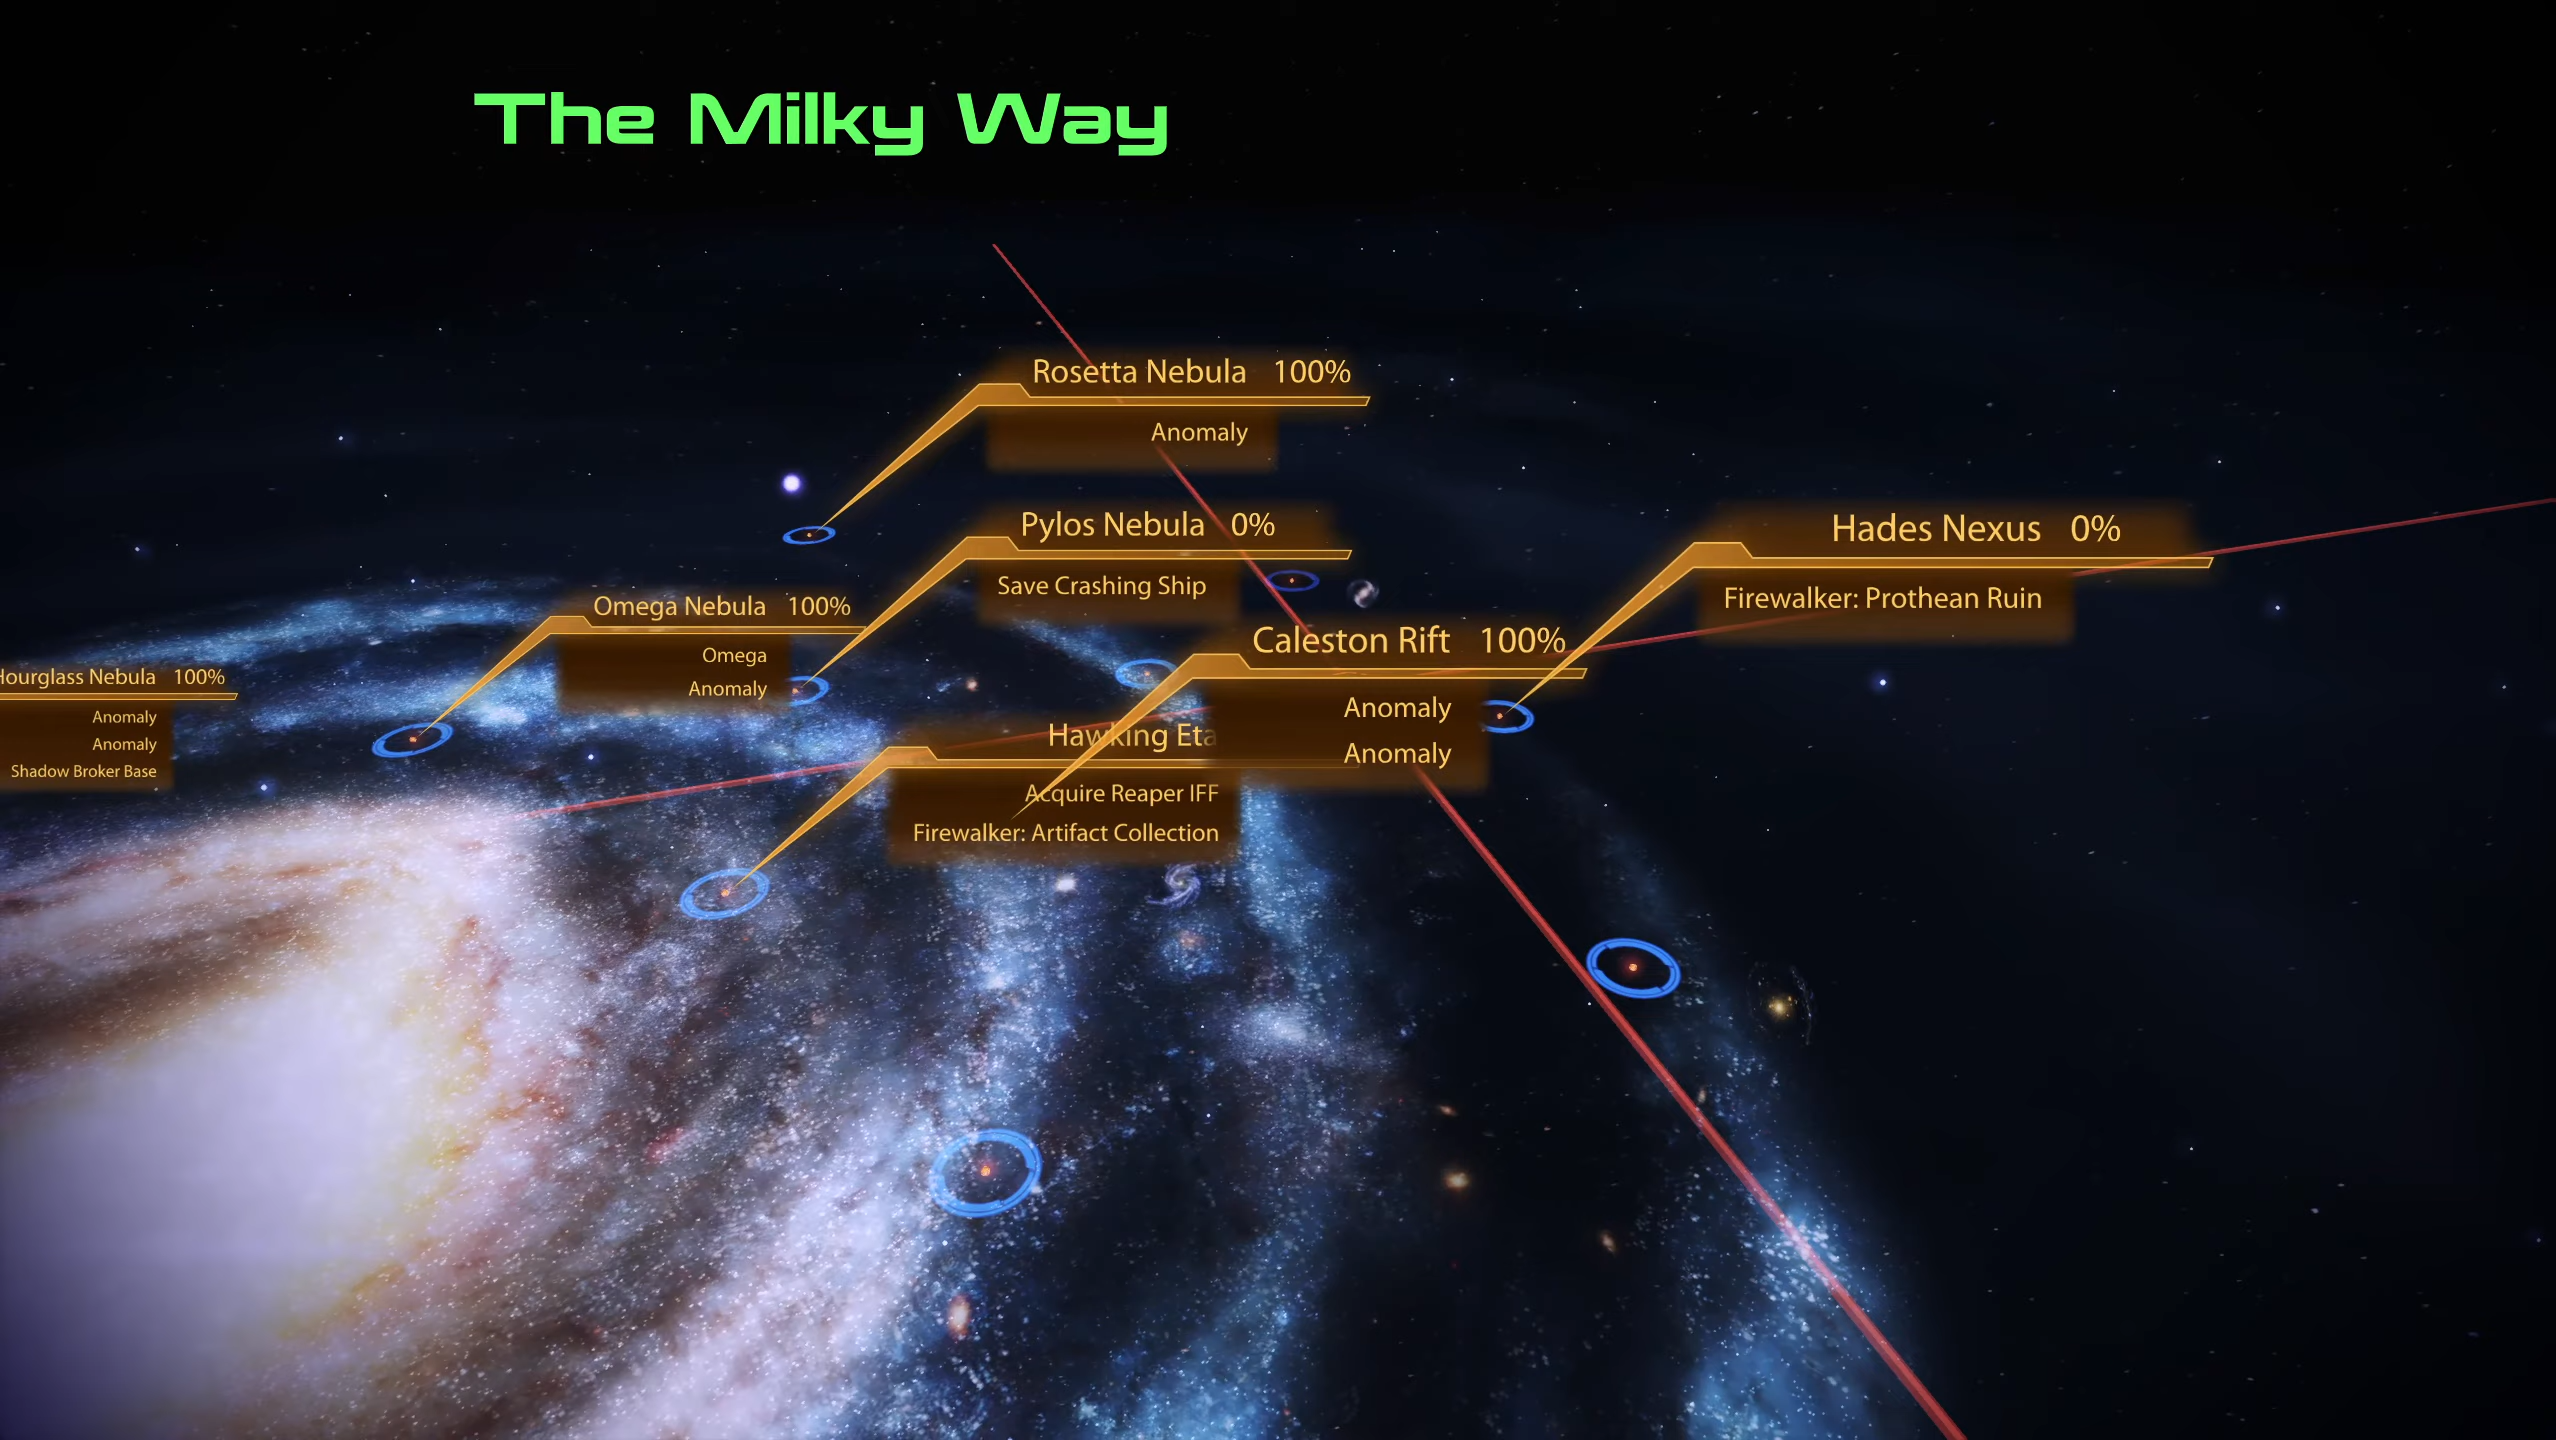 The Milky Way
Rosetta Nebula 100%
Anomaly
Pylos Nebula 0%
Save Crashing Ship
Hades Nexus 0%
Firewalker: Prothean Ruin
Omega Nebula 100%
Omega
Anomaly
Caleston Rift 100%
Anomaly
Anomaly
Hourglass Nebula 100%
Anomaly
Anomaly
Shadow Broker Base
Hawking Eta
Acquire Reaper IFF
Firewalker: Artifact Collection